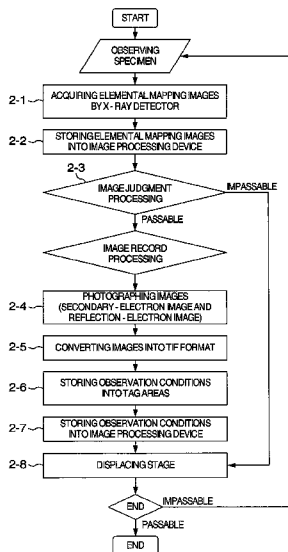 START
OBSERVING
SPECIMEN
2-1
ACQUIRING ELEMENTAL MAPPING IMAGES
BY X - RAY DETECTOR
2-2
STORING ELEMENTAL MAPPING IMAGES
INTO IMAGE PROCESSING DEVICE
2-3
IMAGE JUDGMENT
PROCESSING
IMPASSABLE
PASSABLE
IMAGE RECORD
PROCESSING
2-4
PHOTOGRAPHING IMAGES
(SECONDARY - ELECTRON IMAGE AND
REFLECTION - ELECTRON IMAGE)
2-5
CONVERTING IMAGES INTO TIF FORMAT
2-6
STORING OBSERVATION CONDITIONS
INTO TAG AREAS
2-7
STORING OBSERVATION CONDITIONS
INTO IMAGE PROCESSING DEVICE
2-8
DISPLACING STAGE
END
IMPASSABLE
PASSABLE
END